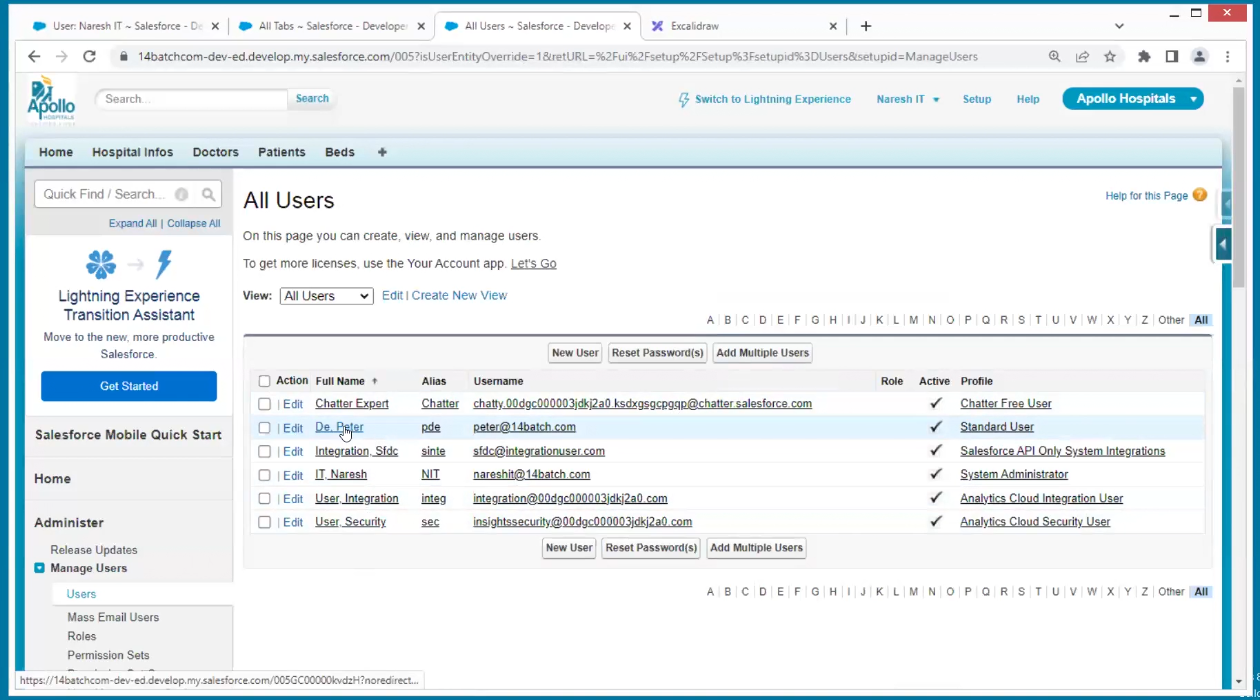 User: Naresh IT ~ Salesforce - De
All Tabs ~ Salesforce - Developer
All Users ~ Salesforce - Develope
Excalidraw
14batchcom-dev-ed.develop.my.salesforce.com/005?isUserEntityOverride=1&retURL=%2Fui%2Fsetup%2FSetup%3Fsetupid%3DUsers&setupid=ManageUsers
Apollo
HOSPITALS
Search...
Search
Switch to Lightning Experience
Naresh IT
Setup
Help
Apollo Hospitals
Home
Hospital Infos
Doctors
Patients
Beds
+
Quick Find / Search...
Expand All | Collapse All
Lightning Experience
Transition Assistant
Move to the new, more productive
Salesforce.
Get Started
Salesforce Mobile Quick Start
Home
Administer
Release Updates
Manage Users
Users
Mass Email Users
Roles
Permission Sets
All Users
Help for this Page
On this page you can create, view, and manage users.
To get more licenses, use the Your Account app. Let's Go
View: All Users Edit | Create New View
A | B | C | D | E | F | G | H | I | J | K | L | M | N | O | P | Q | R | S | T | U | V | W | X | Y | Z | Other All
New User Reset Password(s) Add Multiple Users
Action Full Name Alias Username Role Active Profile
| Edit Chatter Expert Chatter chatty.00dgc000003jdkj2a0.ksdxgsgcpgqp@chatter.salesforce.com Chatter Free User
| Edit De, Peter pde peter@14batch.com Standard User
| Edit Integration, Sfdc sinte sfdc@integrationuser.com Salesforce API Only System Integrations
| Edit IT, Naresh NIT nareshit@14batch.com System Administrator
| Edit User, Integration integ integration@00dgc000003jdkj2a0.com Analytics Cloud Integration User
| Edit User, Security sec insightssecurity@00dgc000003jdkj2a0.com Analytics Cloud Security User
New User Reset Password(s) Add Multiple Users
A | B | C | D | E | F | G | H | I | J | K | L | M | N | O | P | Q | R | S | T | U | V | W | X | Y | Z | Other All
https://14batchcom-dev-ed.develop.my.salesforce.com/005GC00000kvdzH?noredirect...